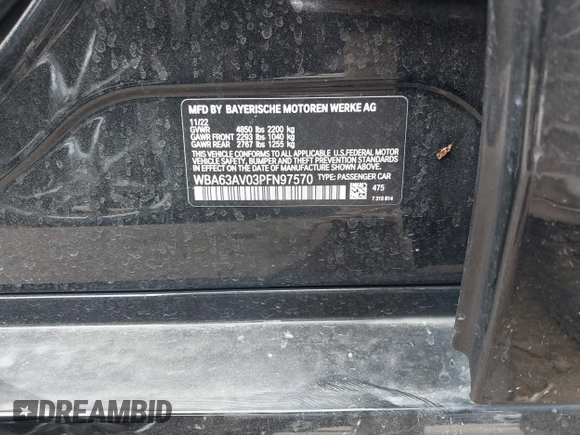 MFD BY BAYERISCHE MOTOREN WERKE AG
11/22
GVWR 4850 lbs 2200 kg
GAWR FRONT 2293 lbs 1040 kg
GAWR REAR 2767 lbs 1255 kg
THIS VEHICLE CONFORMS TO ALL APPLICABLE U.S.FEDERAL MOTOR
VEHICLE SAFETY, BUMPER AND THEFT PREVENTION STANDARDS
IN EFFECT ON THE DATE OF MANUFACTURE SHOWN ABOVE.
WBA63AV03PFN97570 TYPE: PASSENGER CAR
475
7 315 814
DREAMBID